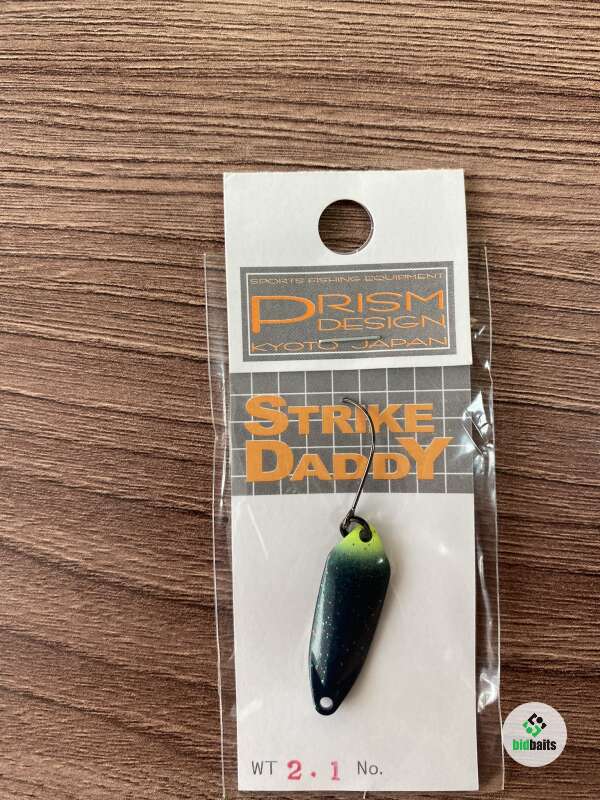 SPORTS FISHING EQUIPMENT
PRISM
DESIGN
KYOTO JAPAN
STRIKE
DADDY
WT 2.1 No.
bidbaits